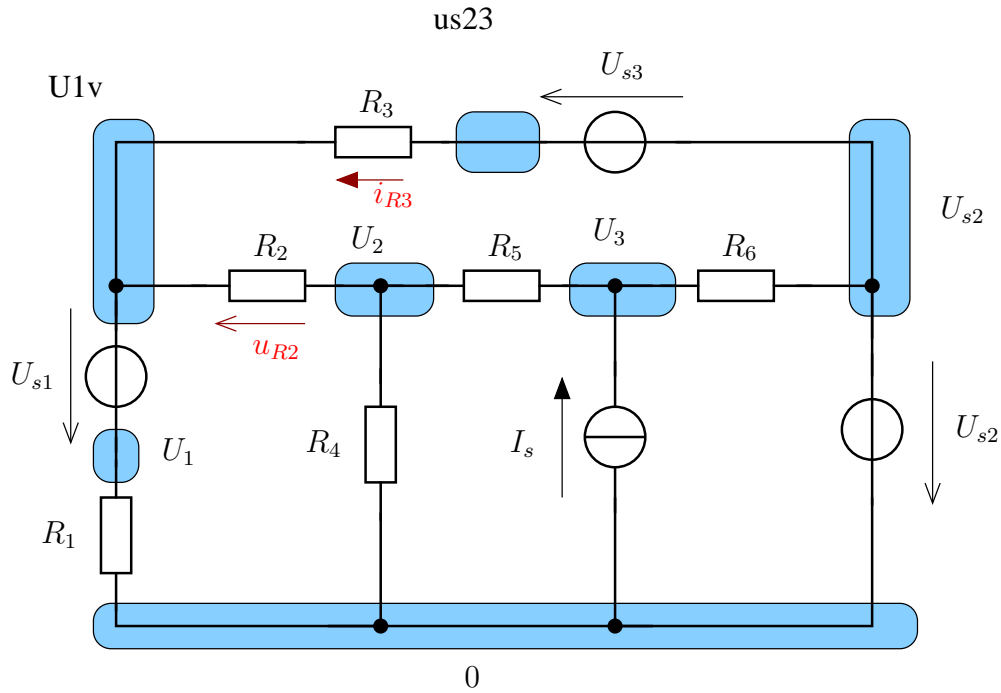 us23
U1v
U_{s3}
R_3
i_{R3}
U_{s2}
R_2
U_2
R_5
U_3
R_6
u_{R2}
U_{s1}
U_1
R_4
I_s
U_{s2}
R_1
0